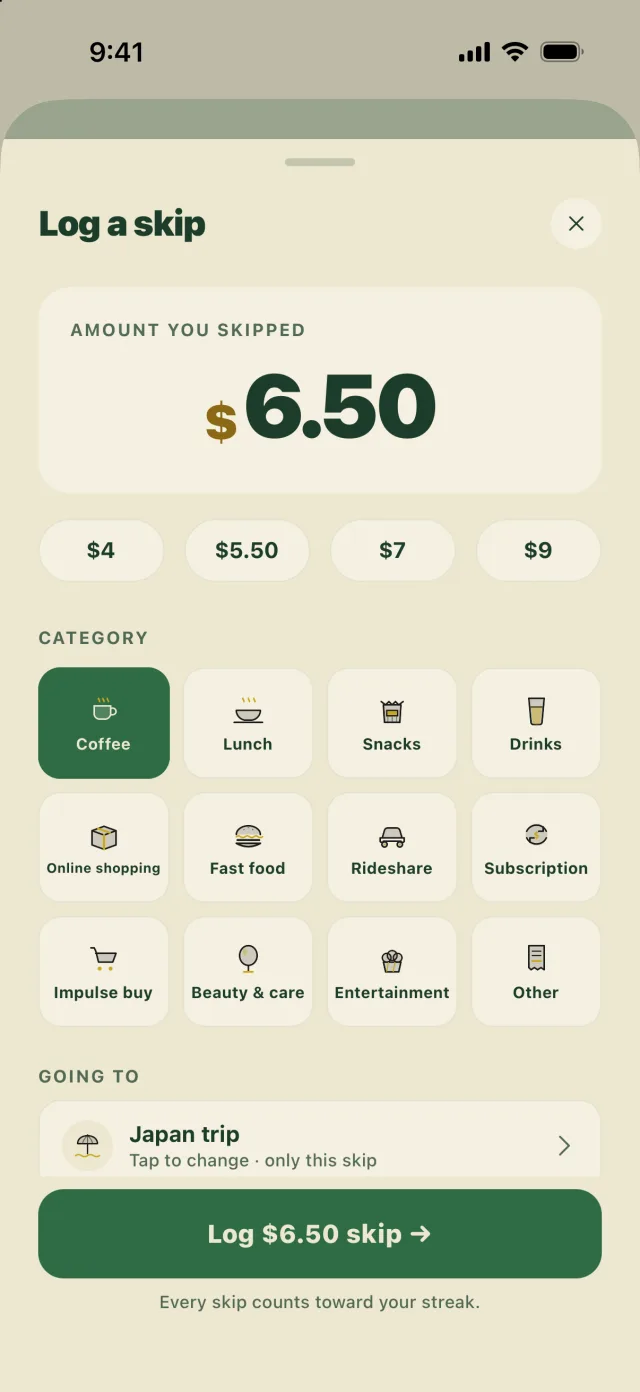 9:41
Log a skip
AMOUNT YOU SKIPPED
$6.50
$4 $5.50 $7 $9
CATEGORY
Coffee Lunch Snacks Drinks
Online shopping Fast food Rideshare Subscription
Impulse buy Beauty & care Entertainment Other
GOING TO
Japan trip
Tap to change · only this skip
Log $6.50 skip →
Every skip counts toward your streak.